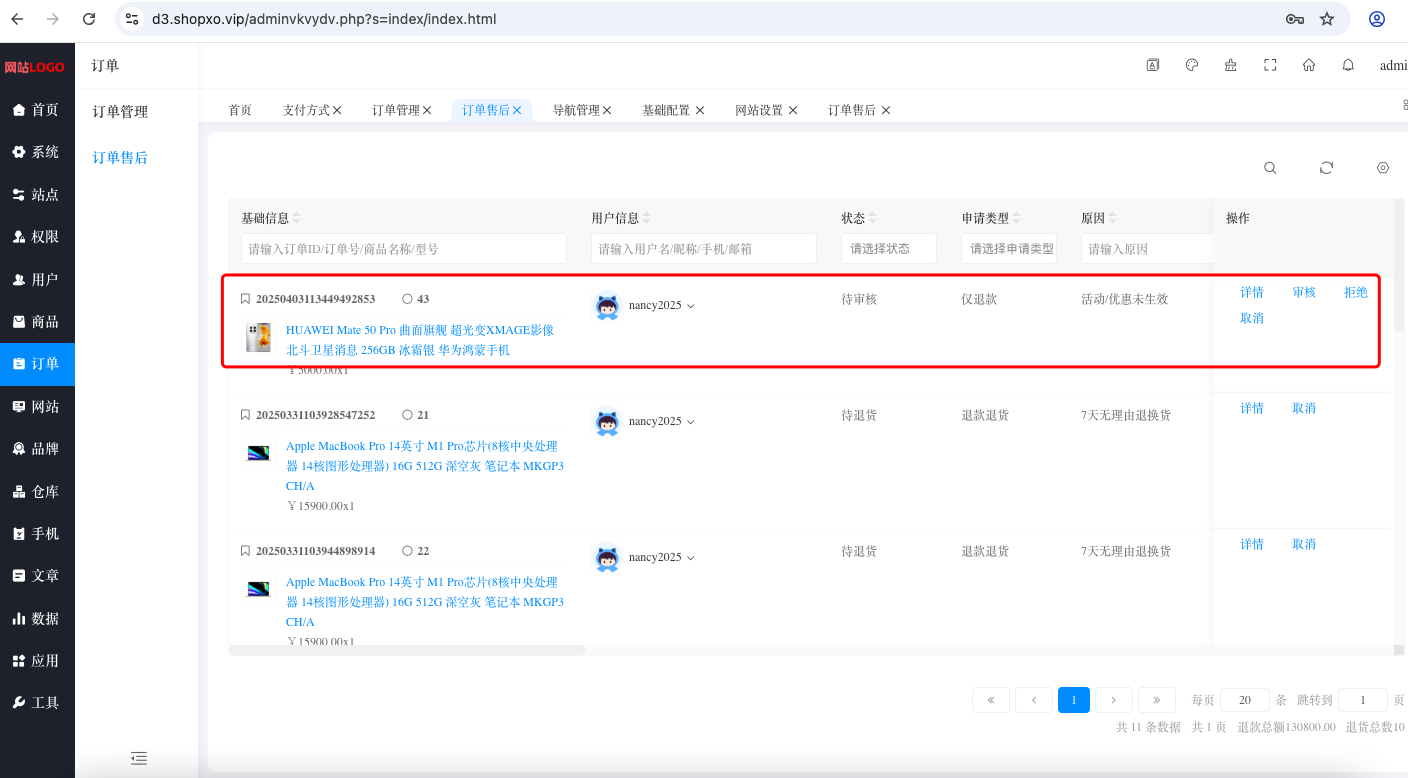 d3.shopxo.vip/adminvkvydv.php?s=index/index.html
网站LOGO
订单
admi
首页
系统
站点
权限
用户
商品
订单
网站
品牌
仓库
手机
文章
数据
应用
工具
订单管理
订单售后
首页 支付方式 订单管理 订单售后 导航管理 基础配置 网站设置 订单售后
基础信息 用户信息 状态 申请类型 原因 操作
请输入订单ID/订单号/商品名称/型号 请输入用户名/昵称/手机/邮箱 请选择状态 请选择申请类型 请输入原因
20250403113449492853 43 nancy2025 待审核 仅退款 活动/优惠未生效 详情 审核 拒绝
取消
HUAWEI Mate 50 Pro 曲面旗舰 超光变XMAGE影像
北斗卫星消息 256GB 冰霜银 华为鸿蒙手机
￥5000.00x1
20250331103928547252 21 nancy2025 待退货 退款退货 7天无理由退换货 详情 取消
Apple MacBook Pro 14英寸 M1 Pro芯片(8核中央处理
器 14核图形处理器) 16G 512G 深空灰 笔记本 MKGP3
CH/A
￥15900.00x1
20250331103944898914 22 nancy2025 待退货 退款退货 7天无理由退换货 详情 取消
Apple MacBook Pro 14英寸 M1 Pro芯片(8核中央处理
器 14核图形处理器) 16G 512G 深空灰 笔记本 MKGP3
CH/A
￥15900.00x1
« ‹ 1 › » 每页 20 条 跳转到 1 页
共 11 条数据 共 1 页 退款总额130800.00 退货总数10